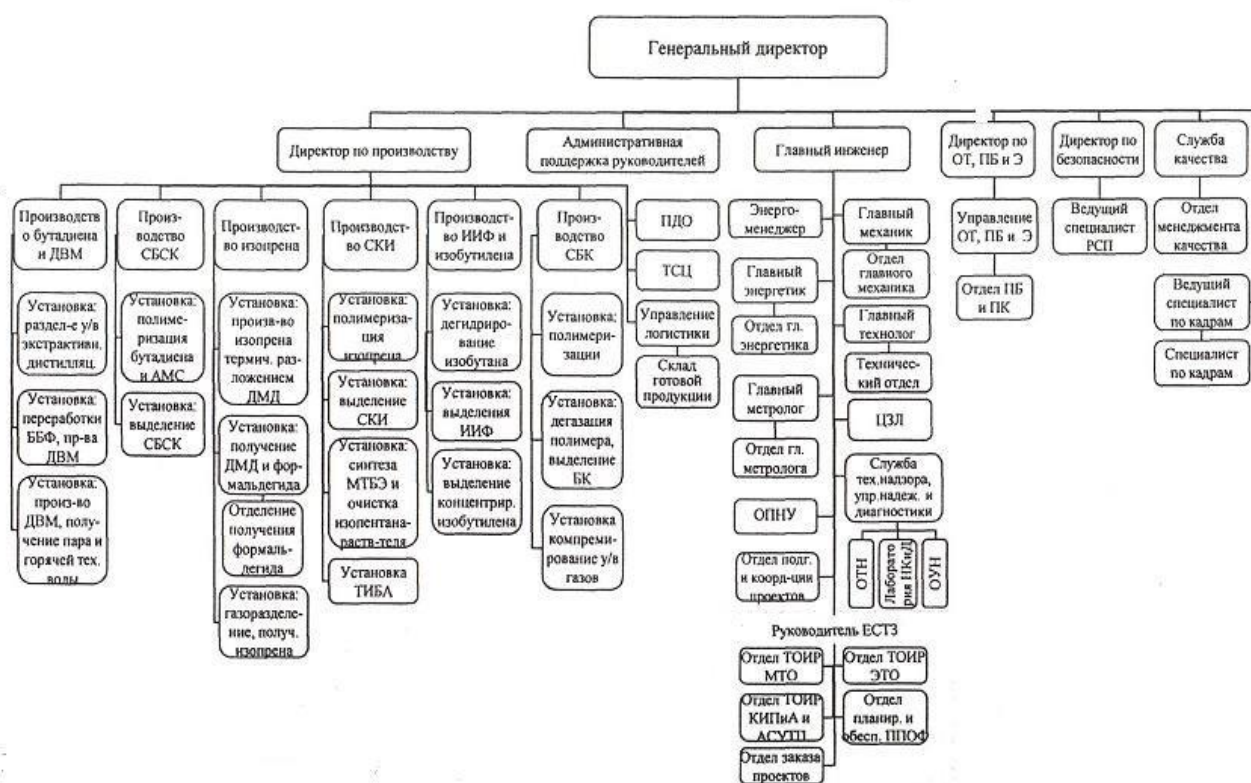 Генеральный директор
Директор по производству
Административная
поддержка руководителей
Главный инженер
Директор по
ОТ, ПБ и Э
Директор по
безопасности
Служба
качества
Производств
о бутадиена
и ДВМ
Установка:
раздел-е у/в
экстрактивн.
дистилляц.
Установка:
переработки
ББФ, пр-ва
ДВМ
Установка:
произ-во
ДВМ, полу-
чение пара и
горячей тех.
воды
Произ-
водство
СБСК
Установка:
полиме-
ризация
бутадиена
и АМС
Установка:
выделение
СБСК
Производст-
во изопрена
Установка:
произв-во
изопрена
термич. раз-
ложением
ДМД
Установка:
получение
ДМД и фор-
мальдегида
Отделение
получения
формаль-
дегида
Установка:
газоразделе-
ние, получ.
изопрена
Производст-
во СКИ
Установка:
полимериза-
ция
изопрена
Установка:
выделение
СКИ
Установка:
синтеза
МТБЭ и
очистка
изопентана-
раств-теля
Установка
ТИБА
Производст-
во ИИФ и
изобутилена
Установка:
дегидриро-
вание
изобутана
Установка:
выделения
ИИФ
Установка:
выделение
концентрир.
изобутилена
Произ-
водство
СБК
Установка:
полимери-
зации
Установка:
дегазация
полимера,
выделение
БК
Установка
компреми-
рование у/в
газов
ПДО
ТСЦ
Управление
логистики
Склад
готовой
продукции
Энерго-
менеджер
Главный
энергетик
Отдел гл.
энергетика
Главный
метролог
Отдел гл.
метролога
ОПНУ
Отдел подг.
и коорд-ции
проектов
Главный
механик
Отдел
главного
механика
Главный
технолог
Техничес-
кий отдел
ЦЗЛ
Служба
тех.надзора,
упр.надеж. и
диагностики
ОТН
Лаборато
рия НКиД
ОУН
Руководитель ЕСТЗ
Отдел ТОИР
МТО
Отдел ТОИР
ЭТО
Отдел ТОИР
КИПиА и
АСУТП
Отдел
планир. и
обесп. ППОФ
Отдел заказа
проектов
Управление
ОТ, ПБ и Э
Отдел ПБ
и ПК
Ведущий
специалист
РСП
Отдел
менеджмента
качества
Ведущий
специалист
по кадрам
Специалист
по кадрам